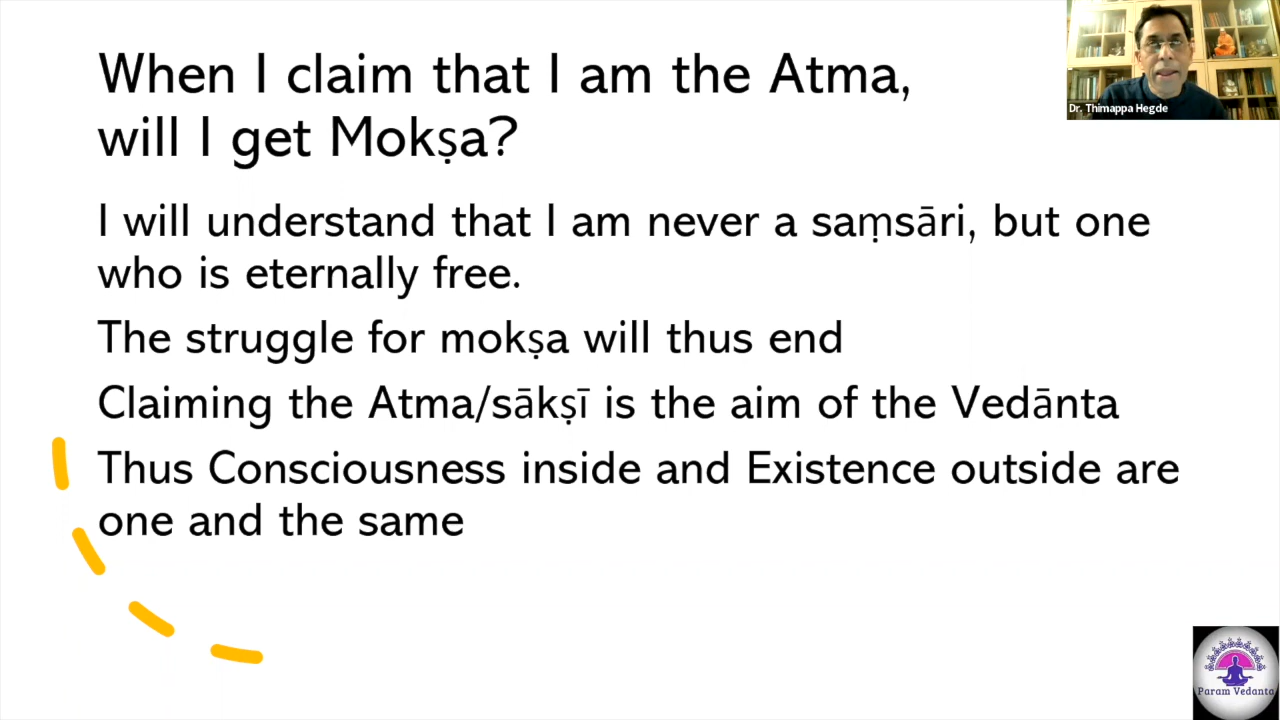 When I claim that I am the Atma,
will I get Mokṣa?
I will understand that I am never a saṃsāri, but one
who is eternally free.
The struggle for mokṣa will thus end
Claiming the Atma/sākṣī is the aim of the Vedānta
Thus Consciousness inside and Existence outside are
one and the same
Dr. Thimappa Hegde
Param Vedanta